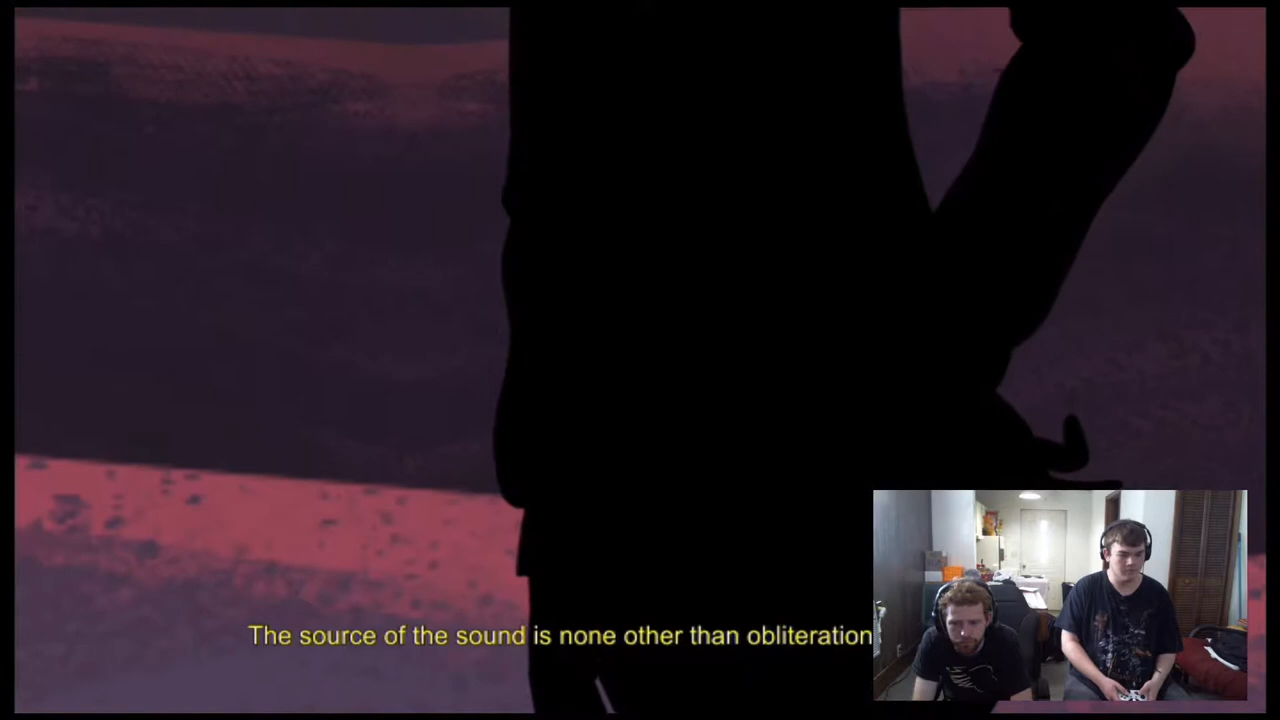 The source of the sound is none other than obliteration